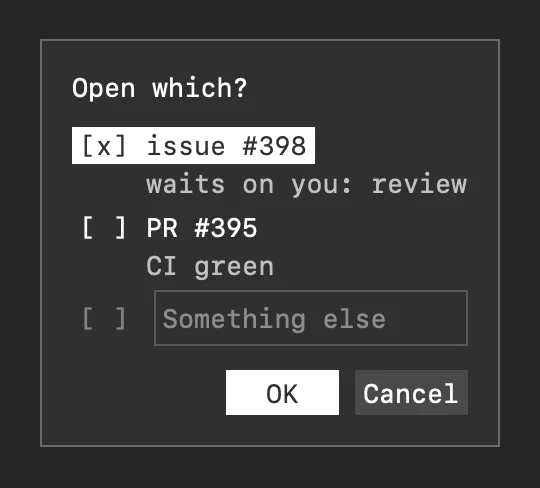 Open which?
[x] issue #398
waits on you: review
[ ] PR #395
CI green
[ ] Something else
OK Cancel